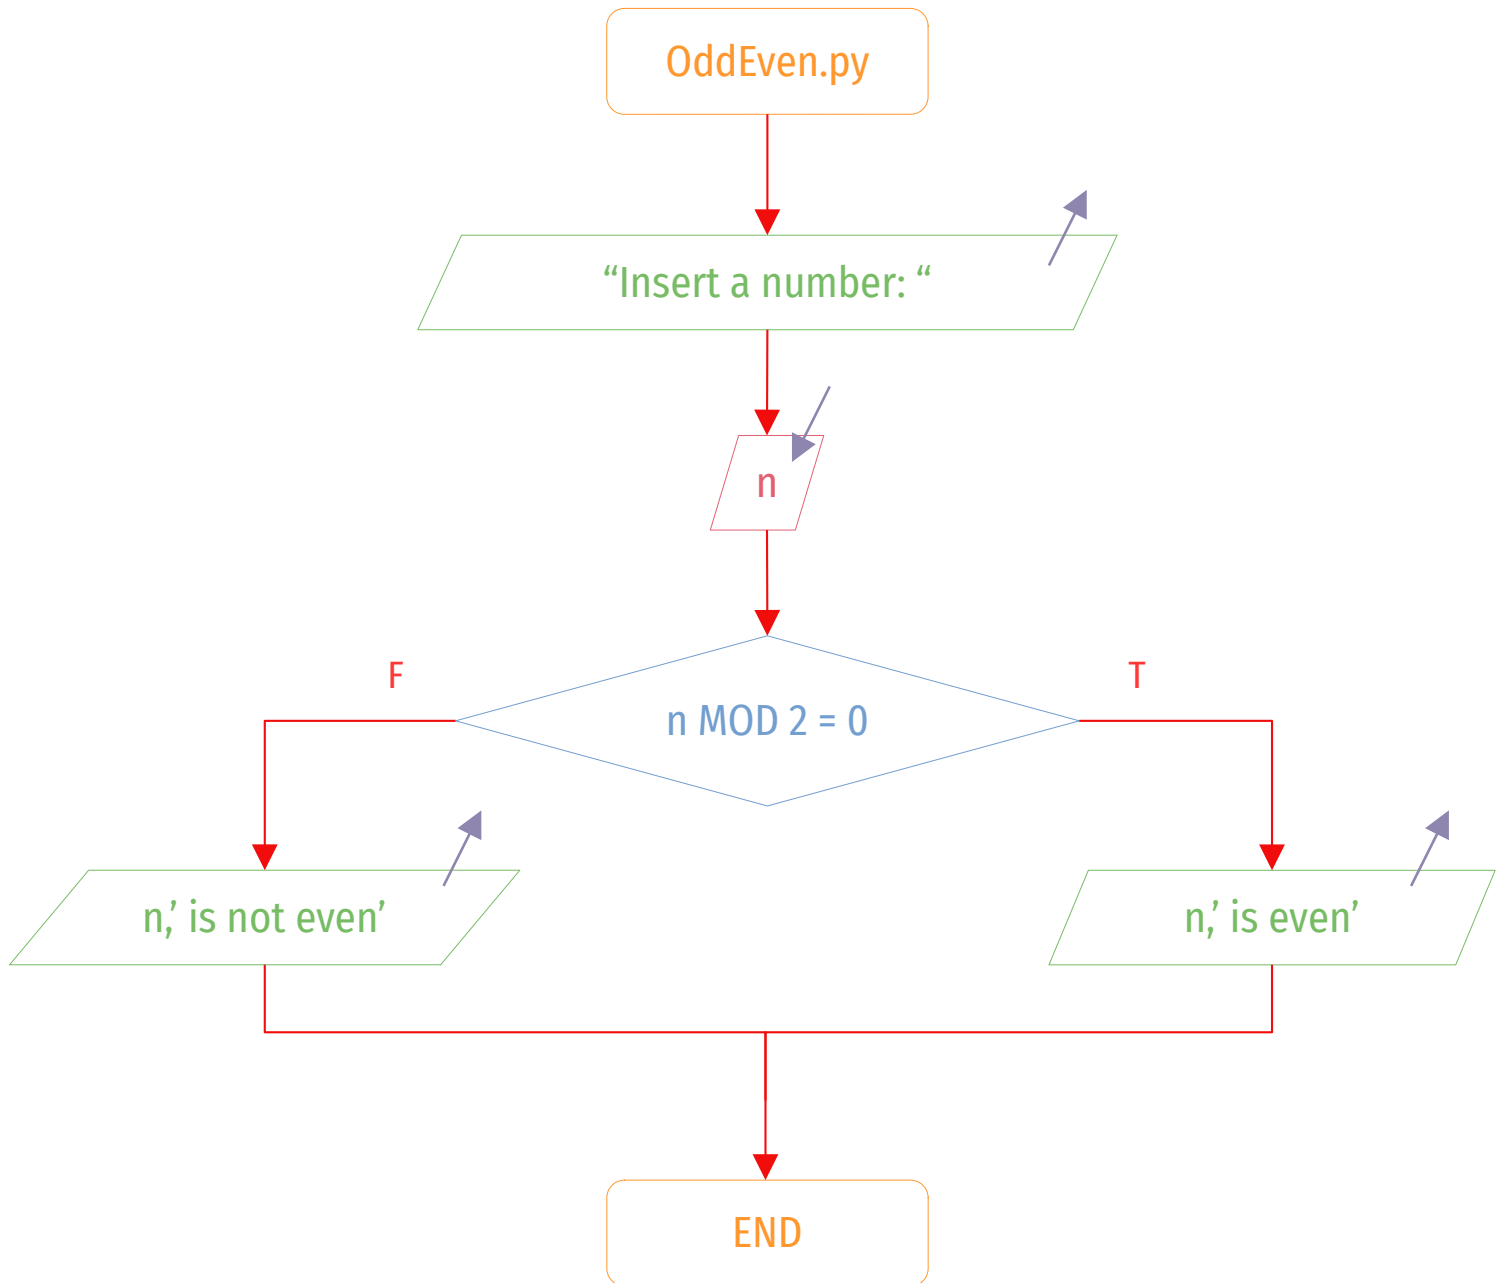 OddEven.py
“Insert a number: “
n
F
T
n MOD 2 = 0
n,’ is not even’
n,’ is even’
END